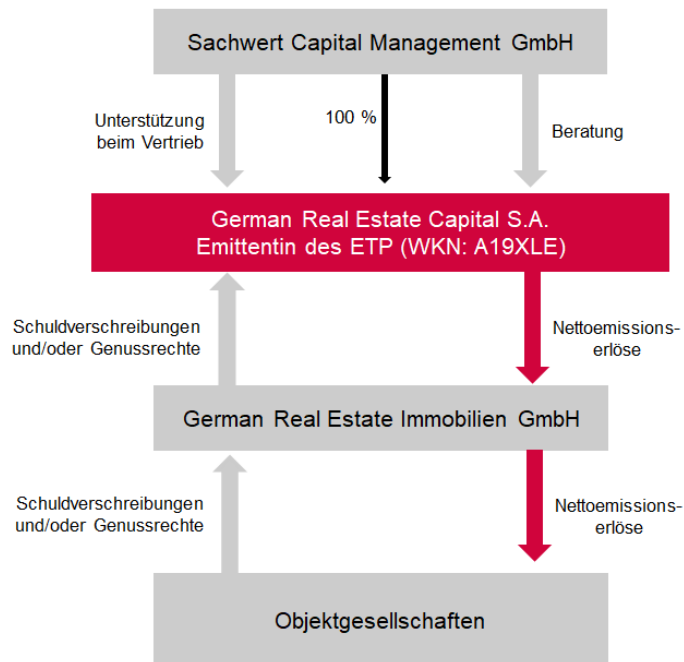 Sachwert Capital Management GmbH
Unterstützung
beim Vertrieb
100 %
Beratung
German Real Estate Capital S.A.
Emittentin des ETP (WKN: A19XLE)
Schuldverschreibungen
und/oder Genussrechte
Nettoemissions-
erlöse
German Real Estate Immobilien GmbH
Schuldverschreibungen
und/oder Genussrechte
Nettoemissions-
erlöse
Objektgesellschaften